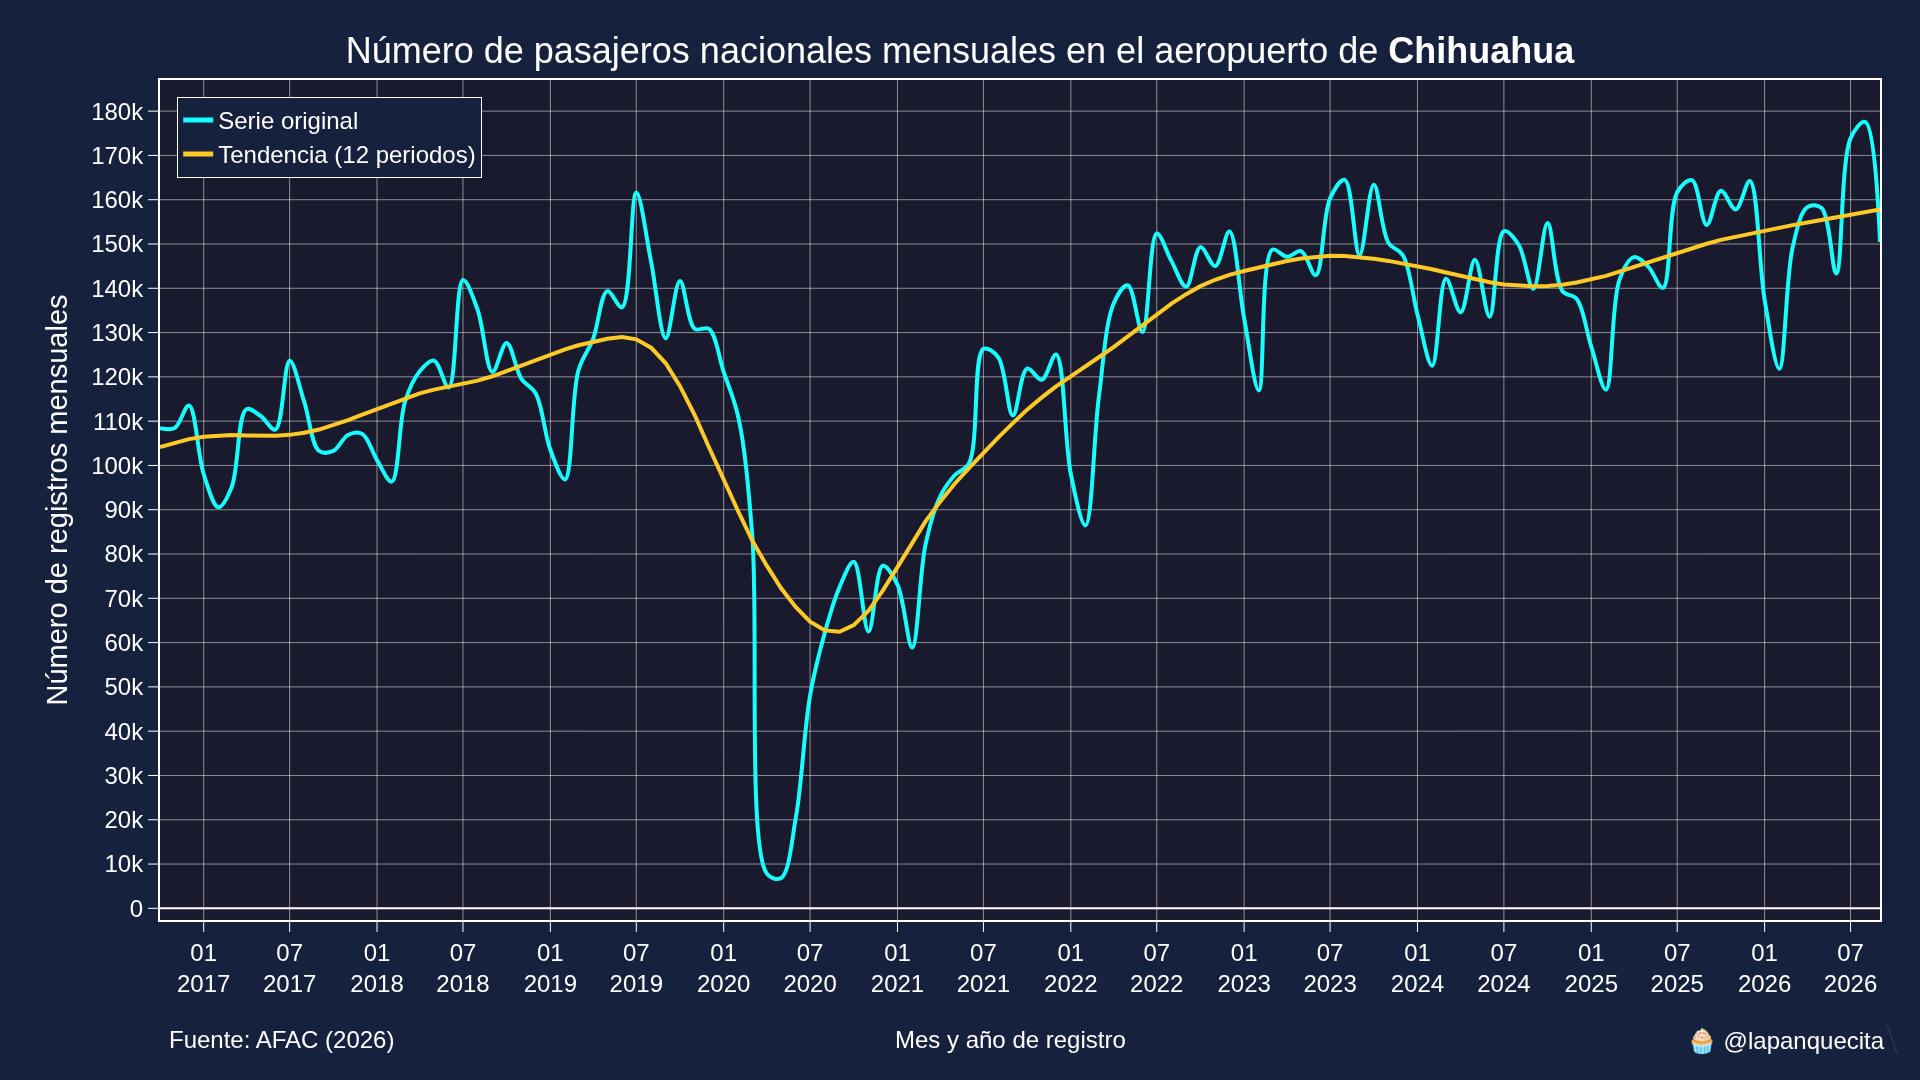 Número de pasajeros nacionales mensuales en el aeropuerto de Chihuahua
Serie original
Tendencia (12 periodos)
Número de registros mensuales
180k
170k
160k
150k
140k
130k
120k
110k
100k
90k
80k
70k
60k
50k
40k
30k
20k
10k
0
01 07 01 07 01 07 01 07 01 07 01 07 01 07 01 07 01 07 01 07
2017 2017 2018 2018 2019 2019 2020 2020 2021 2021 2022 2022 2023 2023 2024 2024 2025 2025 2026 2026
Fuente: AFAC (2026)
Mes y año de registro
🧁 @lapanquecita